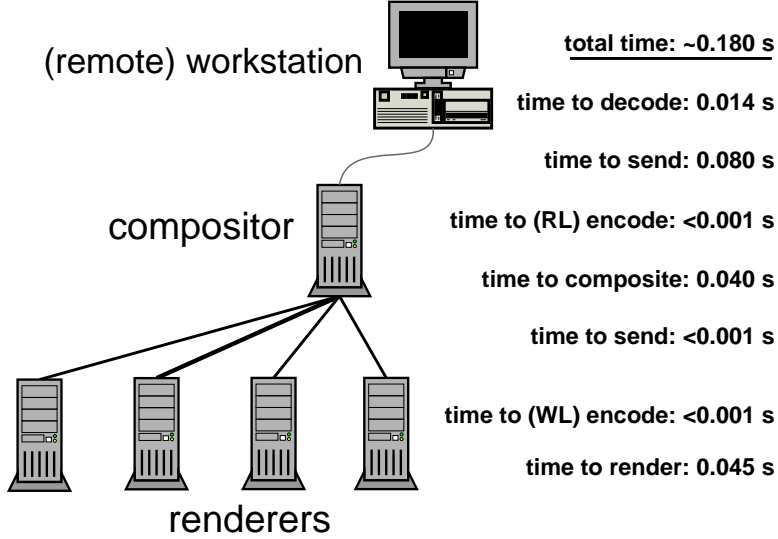 total time: ~0.180 s
(remote) workstation
time to decode: 0.014 s
time to send: 0.080 s
compositor
time to (RL) encode: <0.001 s
time to composite: 0.040 s
time to send: <0.001 s
time to (WL) encode: <0.001 s
time to render: 0.045 s
renderers